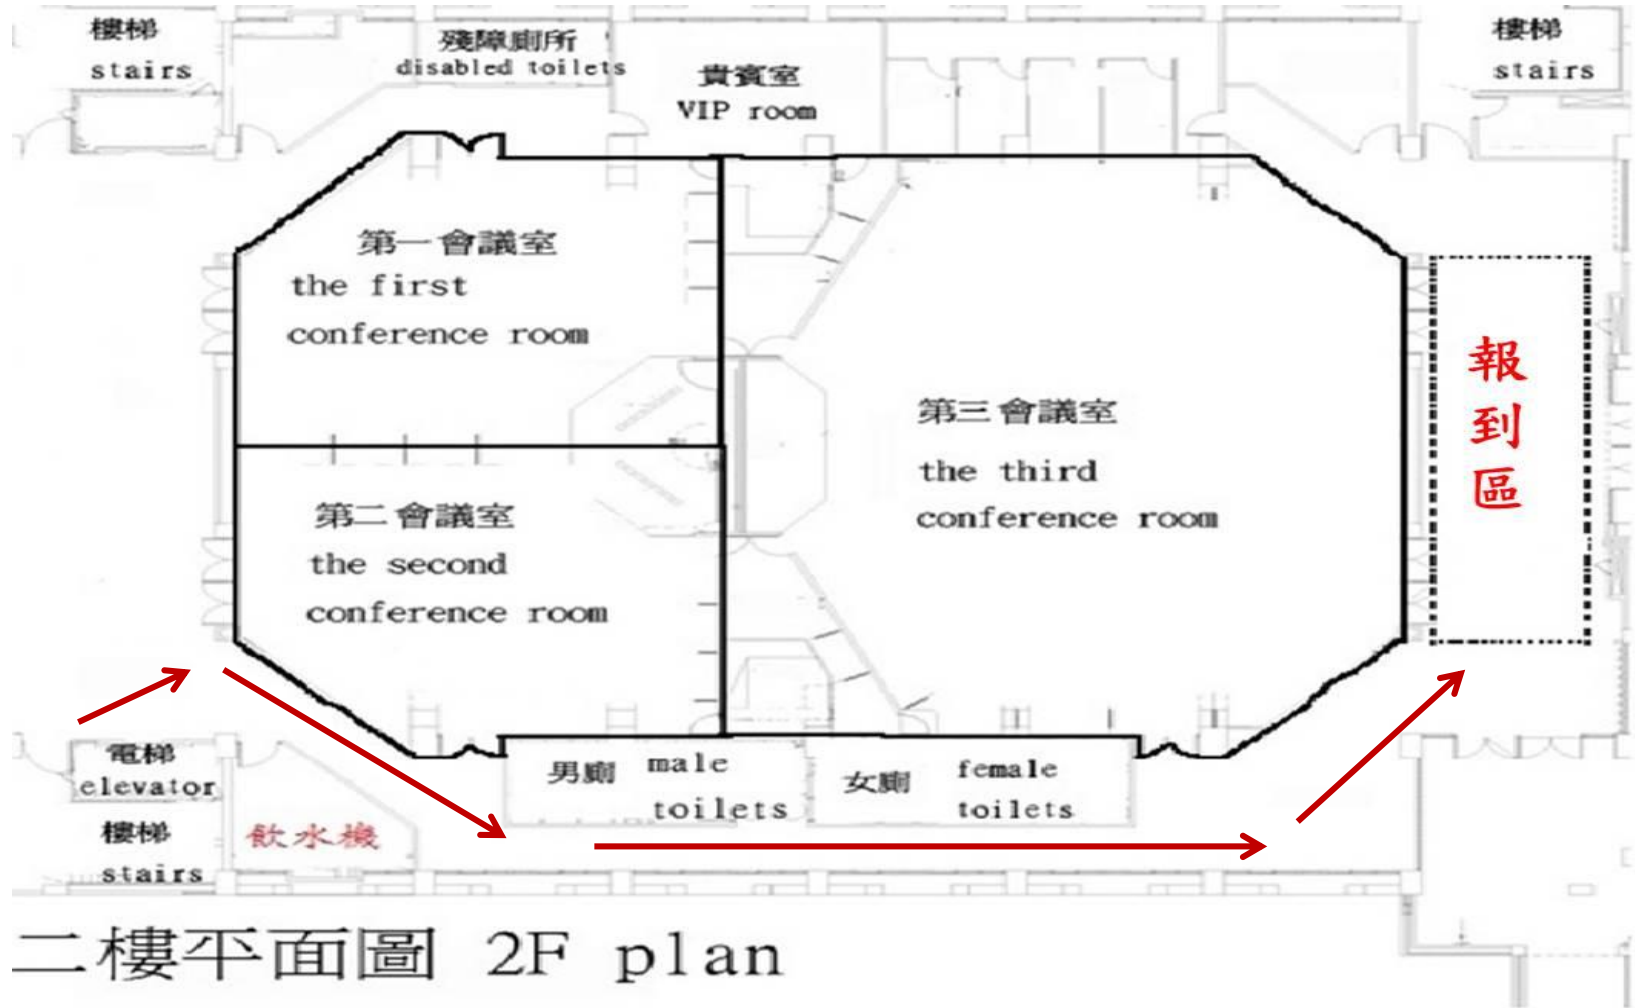 樓梯
stairs
殘障廁所
disabled toilets
貴賓室
VIP room
樓梯
stairs
第一會議室
the first
conference room
第二會議室
the second
conference room
第三會議室
the third
conference room
報
到
區
電梯
elevator
樓梯
stairs
飲水機
男廁
male
toilets
女廁
female
toilets
二樓平面圖 2F plan